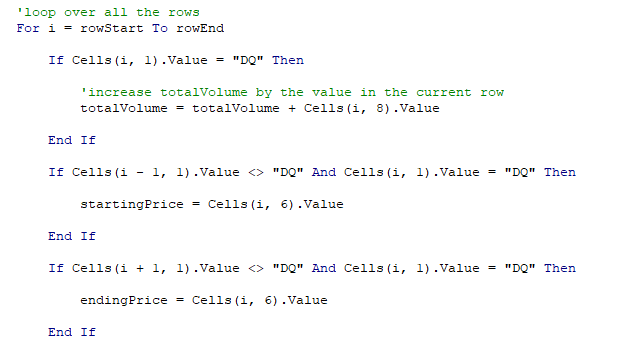 'loop over all the rows
For i = rowStart To rowEnd
If Cells(i, 1).Value = "DQ" Then
'increase totalVolume by the value in the current row
totalVolume = totalVolume + Cells(i, 8).Value
End If
If Cells(i - 1, 1).Value <> "DQ" And Cells(i, 1).Value = "DQ" Then
startingPrice = Cells(i, 6).Value
End If
If Cells(i + 1, 1).Value <> "DQ" And Cells(i, 1).Value = "DQ" Then
endingPrice = Cells(i, 6).Value
End If